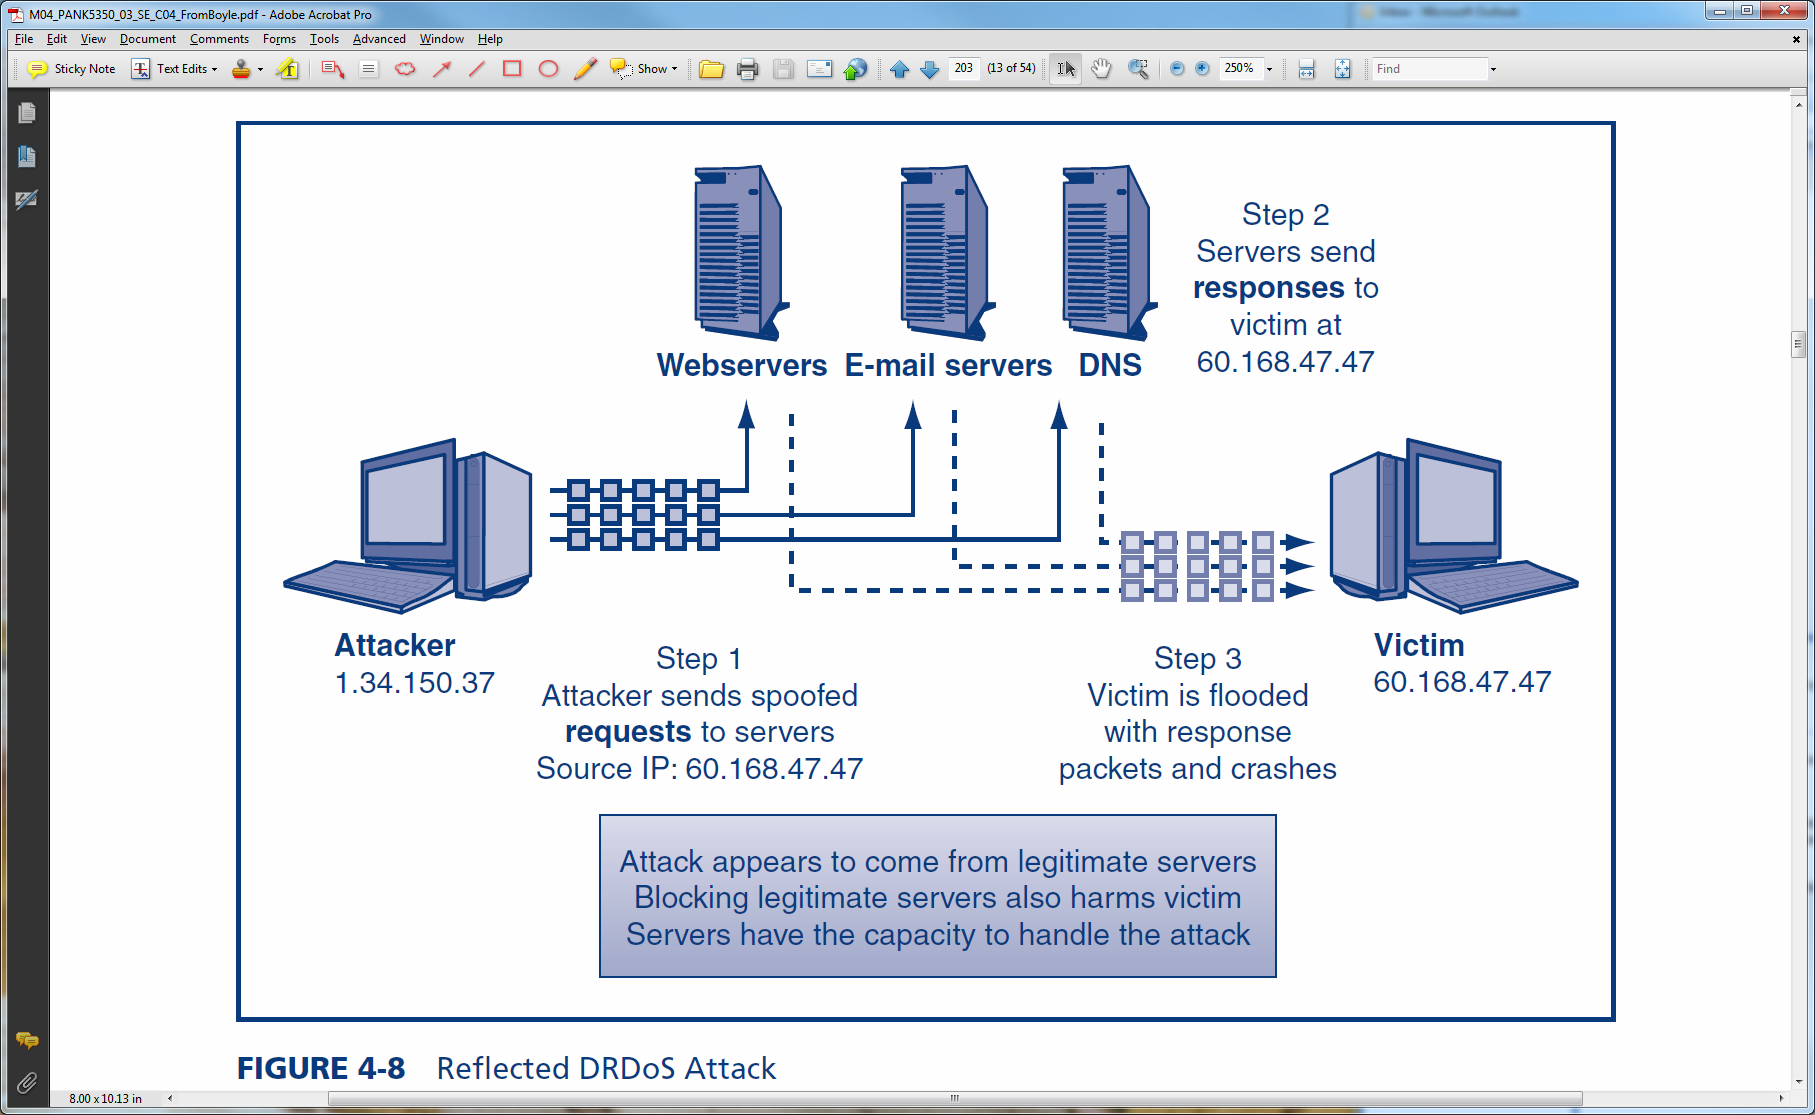 M04_PANK5350_03_SE_C04_FromBoyle.pdf - Adobe Acrobat Pro
File Edit View Document Comments Forms Tools Advanced Window Help
Sticky Note Text Edits Show 203 (13 of 54) 250% Find
Step 2
Servers send
responses to
victim at
60.168.47.47
Webservers E-mail servers DNS
Attacker
1.34.150.37
Step 1
Attacker sends spoofed
requests to servers
Source IP: 60.168.47.47
Step 3
Victim is flooded
with response
packets and crashes
Victim
60.168.47.47
Attack appears to come from legitimate servers
Blocking legitimate servers also harms victim
Servers have the capacity to handle the attack
FIGURE 4-8 Reflected DRDoS Attack
8.00 x 10.13 in